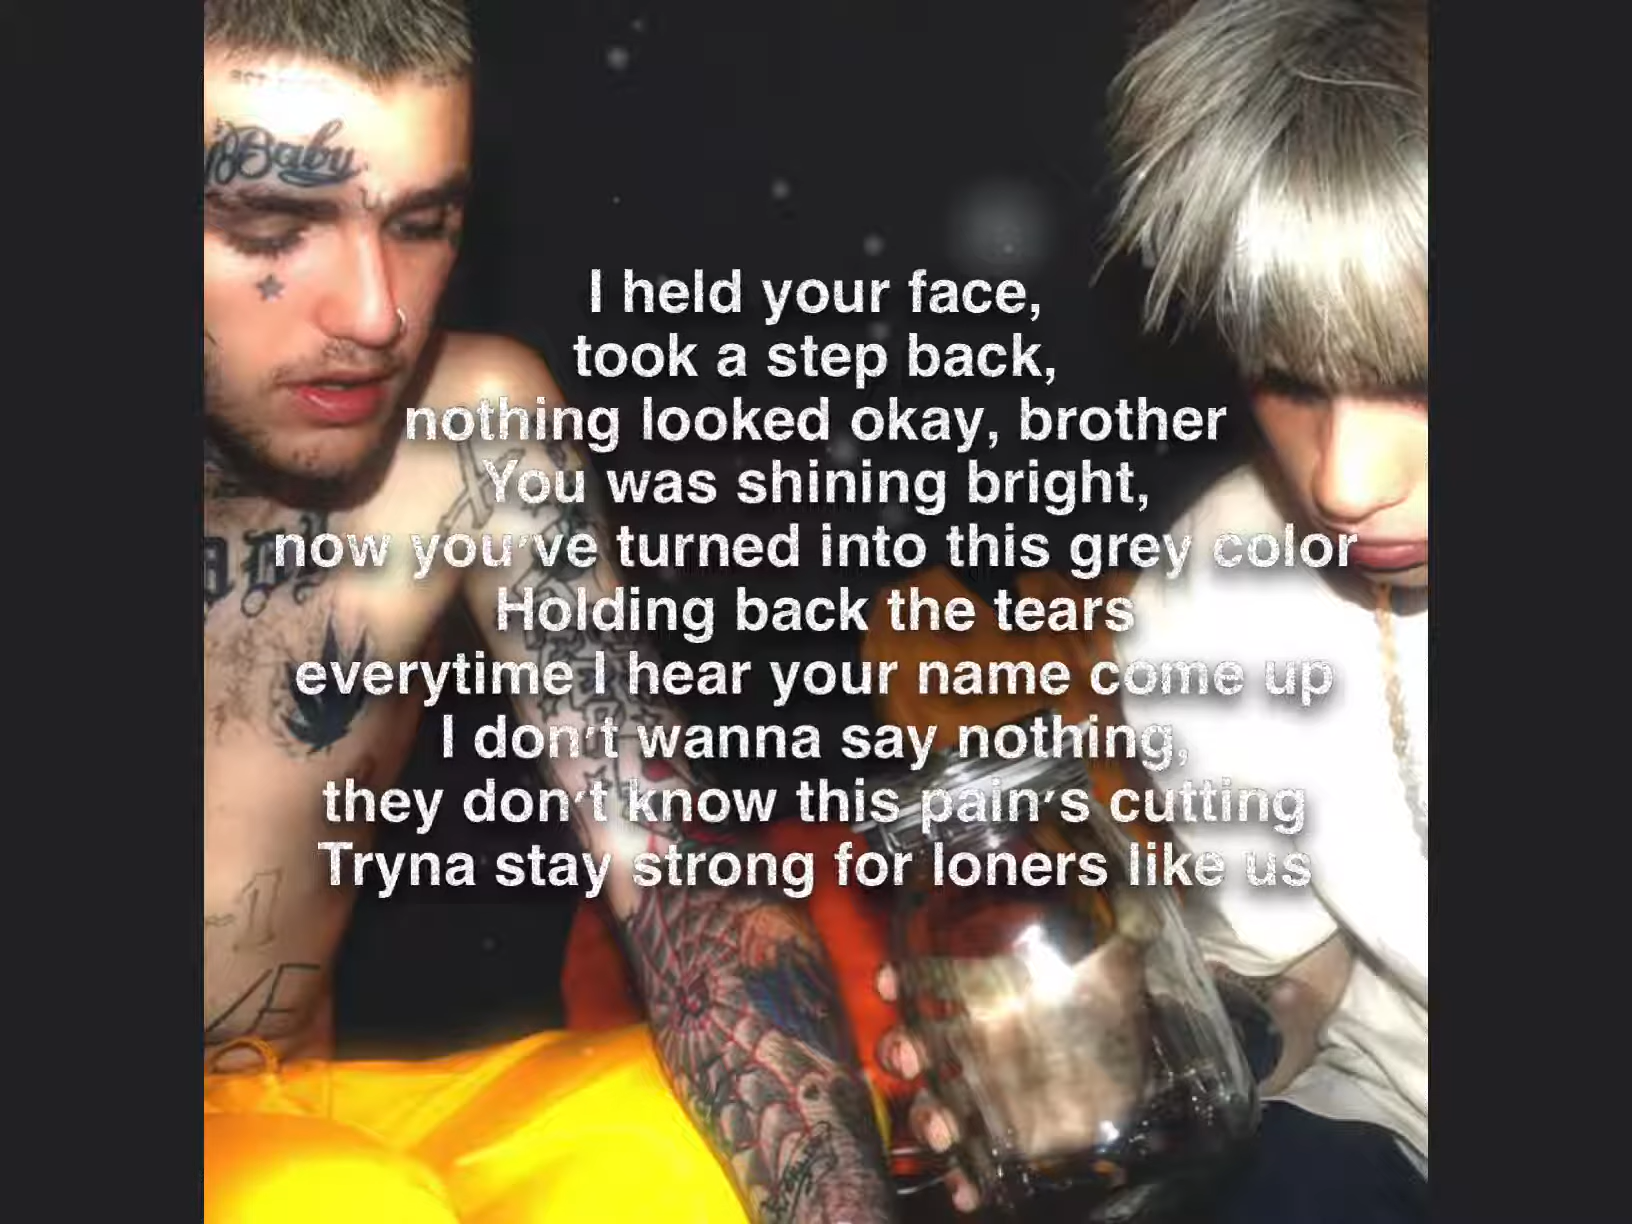 Baby
I held your face,
took a step back,
nothing looked okay, brother
You was shining bright,
now you've turned into this grey color
Holding back the tears
everytime I hear your name come up
I don't wanna say nothing,
they don't know this pain's cutting
Tryna stay strong for loners like us